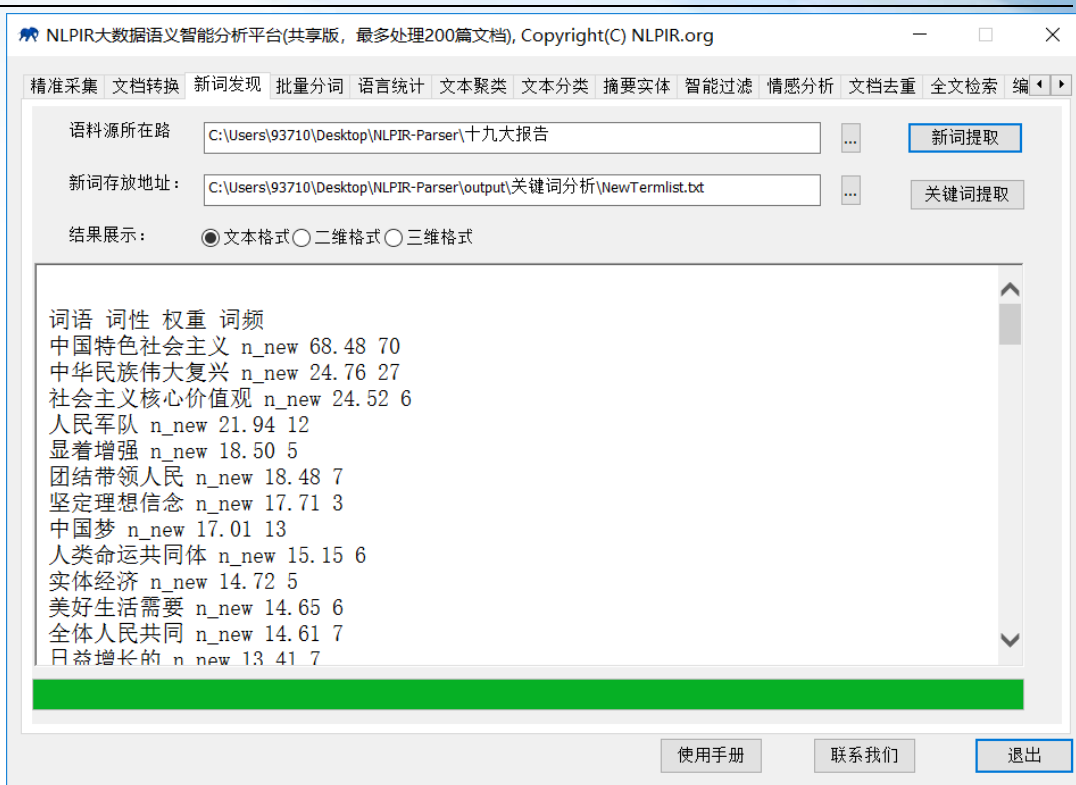 NLPIR大数据语义智能分析平台(共享版，最多处理200篇文档), Copyright(C) NLPIR.org
精准采集 文档转换 新词发现 批量分词 语言统计 文本聚类 文本分类 摘要实体 智能过滤 情感分析 文档去重 全文检索 编
语料源所在路 C:\Users\93710\Desktop\NLPIR-Parser\十九大报告 ... 新词提取
新词存放地址： C:\Users\93710\Desktop\NLPIR-Parser\output\关键词分析\NewTermlist.txt ... 关键词提取
结果展示： 文本格式 二维格式 三维格式
词语 词性 权重 词频
中国特色社会主义 n_new 68.48 70
中华民族伟大复兴 n_new 24.76 27
社会主义核心价值观 n_new 24.52 6
人民军队 n_new 21.94 12
显着增强 n_new 18.50 5
团结带领人民 n_new 18.48 7
坚定理想信念 n_new 17.71 3
中国梦 n_new 17.01 13
人类命运共同体 n_new 15.15 6
实体经济 n_new 14.72 5
美好生活需要 n_new 14.65 6
全体人民共同 n_new 14.61 7
日益增长的 n_new 13.41 7
使用手册 联系我们 退出